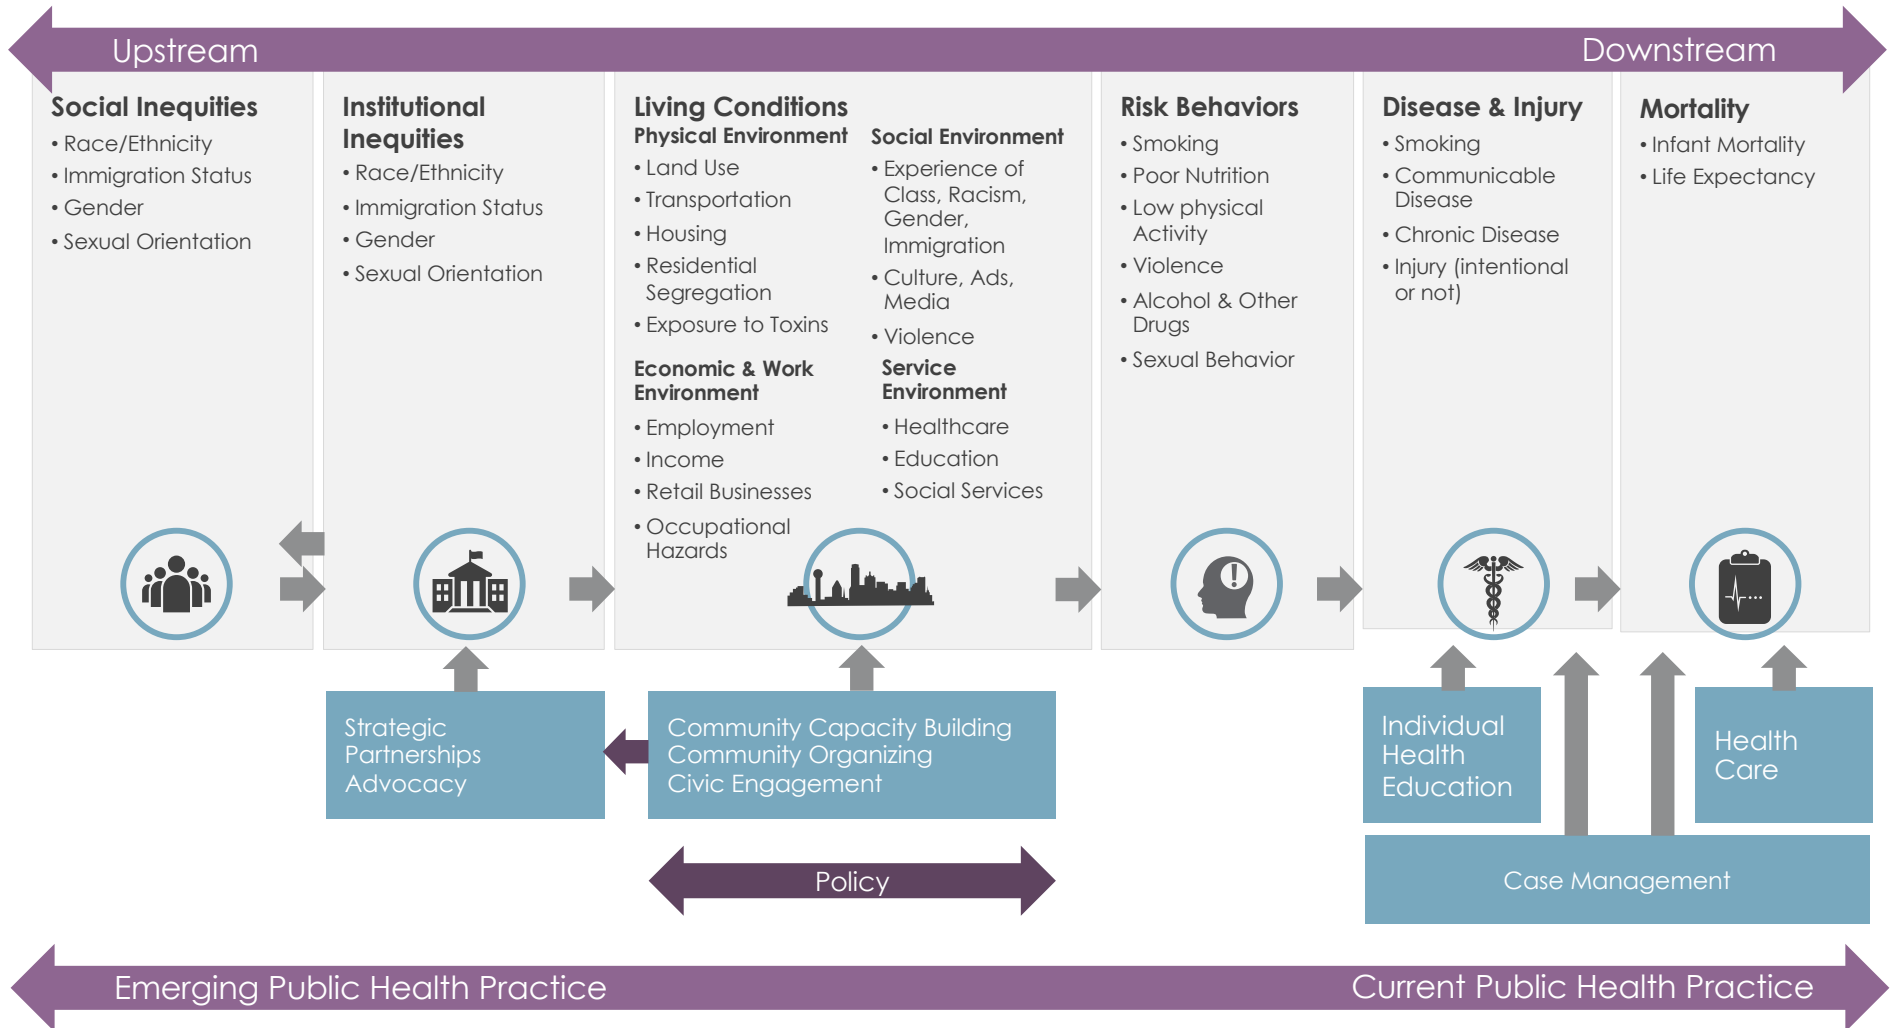 Upstream
Downstream
Social Inequities
• Race/Ethnicity
• Immigration Status
• Gender
• Sexual Orientation
Institutional
Inequities
• Race/Ethnicity
• Immigration Status
• Gender
• Sexual Orientation
Living Conditions
Physical Environment
• Land Use
• Transportation
• Housing
• Residential
Segregation
• Exposure to Toxins
Social Environment
• Experience of
Class, Racism,
Gender,
Immigration
• Culture, Ads,
Media
• Violence
Economic & Work
Environment
• Employment
• Income
• Retail Businesses
• Occupational
Hazards
Service
Environment
• Healthcare
• Education
• Social Services
Risk Behaviors
• Smoking
• Poor Nutrition
• Low physical
Activity
• Violence
• Alcohol & Other
Drugs
• Sexual Behavior
Disease & Injury
• Smoking
• Communicable
Disease
• Chronic Disease
• Injury (intentional
or not)
Mortality
• Infant Mortality
• Life Expectancy
!
Strategic
Partnerships
Advocacy
Community Capacity Building
Community Organizing
Civic Engagement
Individual
Health
Education
Health
Care
Case Management
Policy
Emerging Public Health Practice
Current Public Health Practice